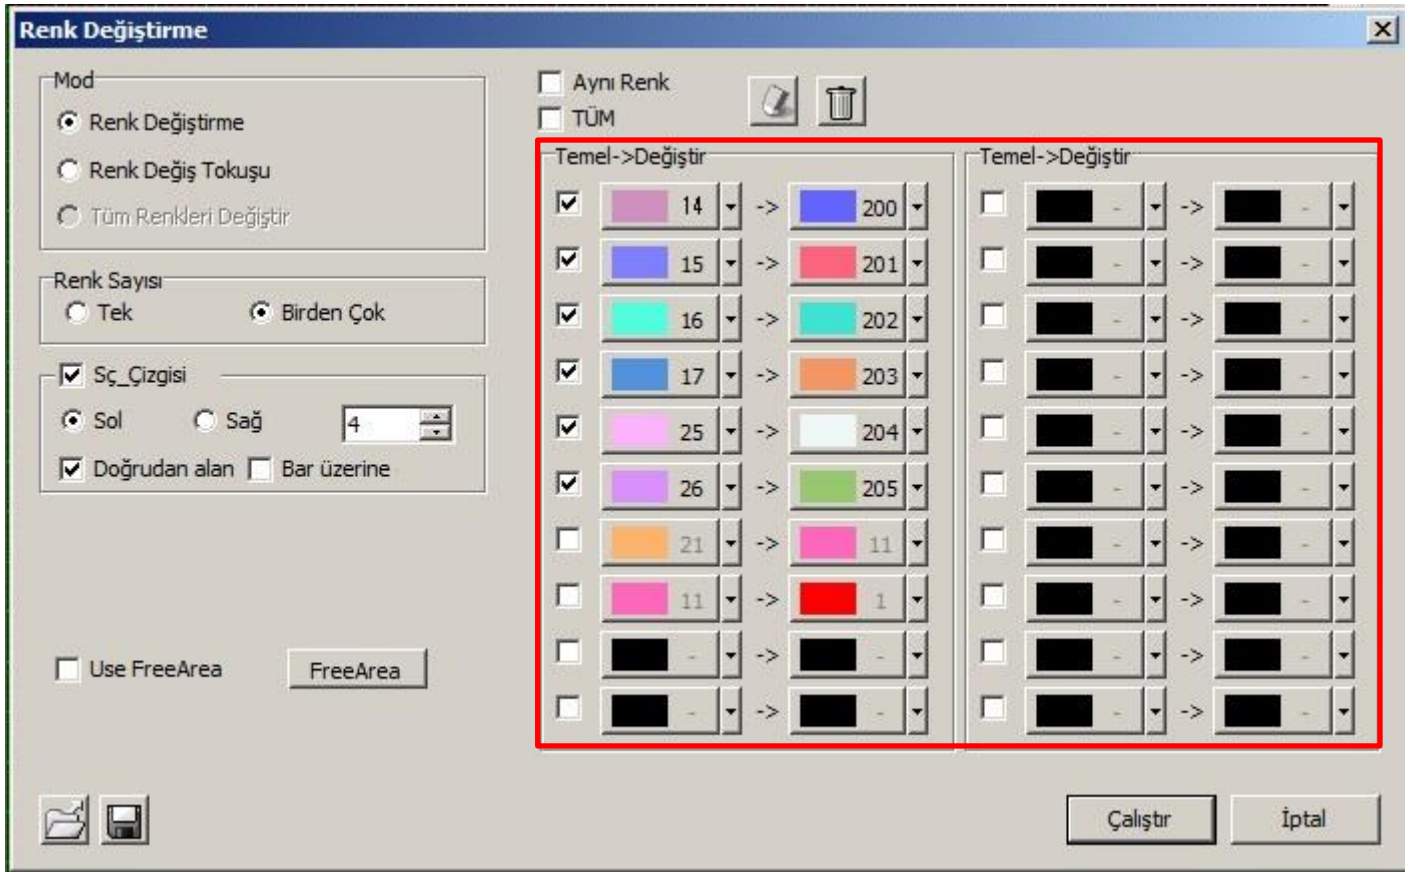 Renk Değiştirme
Mod
Renk Değiştirme
Renk Değiş Tokuşu
Tüm Renkleri Değiştir
Renk Sayısı
Tek Birden Çok
Sç_Çizgisi
Sol Sağ 4
Doğrudan alan Bar üzerine
Use FreeArea FreeArea
Aynı Renk
TÜM
Temel->Değiştir
14 -> 200
15 -> 201
16 -> 202
17 -> 203
25 -> 204
26 -> 205
21 -> 11
11 -> 1
- -> -
- -> -
Temel->Değiştir
- -> -
- -> -
- -> -
- -> -
- -> -
- -> -
- -> -
- -> -
- -> -
- -> -
Çalıştır İptal